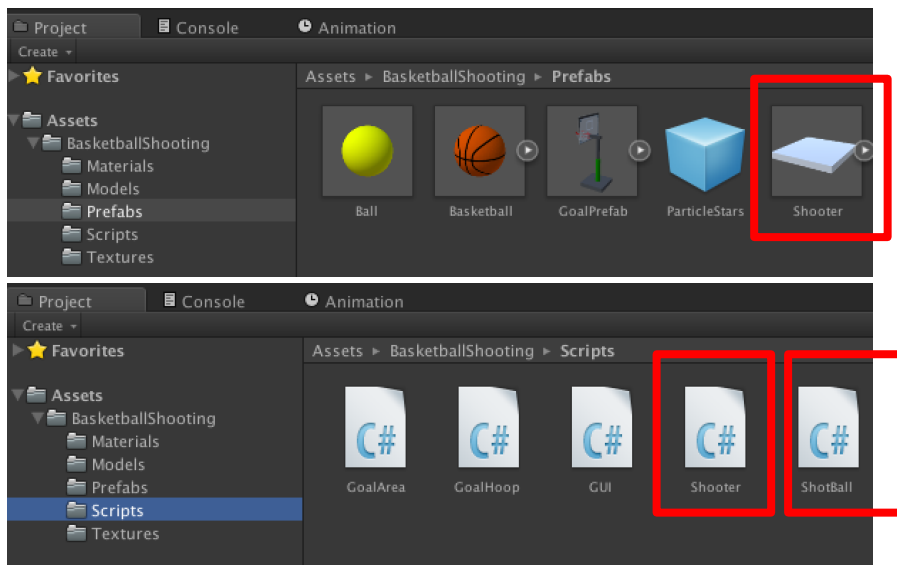 Project Console Animation
Create
Favorites
Assets ▸ BasketballShooting ▸ Prefabs
Assets
BasketballShooting
Materials
Models
Prefabs
Scripts
Textures
Ball Basketball GoalPrefab ParticleStars Shooter
Project Console Animation
Create
Favorites
Assets ▸ BasketballShooting ▸ Scripts
Assets
BasketballShooting
Materials
Models
Prefabs
Scripts
Textures
C# C# C# C# C#
GoalArea GoalHoop GUI Shooter ShotBall